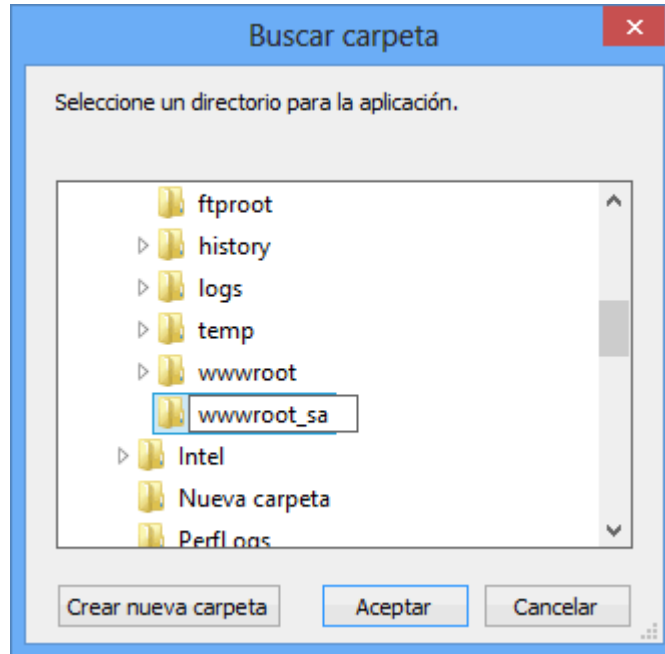 Buscar carpeta
Seleccione un directorio para la aplicación.
ftproot
history
logs
temp
wwwroot
wwwroot_sa
Intel
Nueva carpeta
PerfLogs
Crear nueva carpeta Aceptar Cancelar